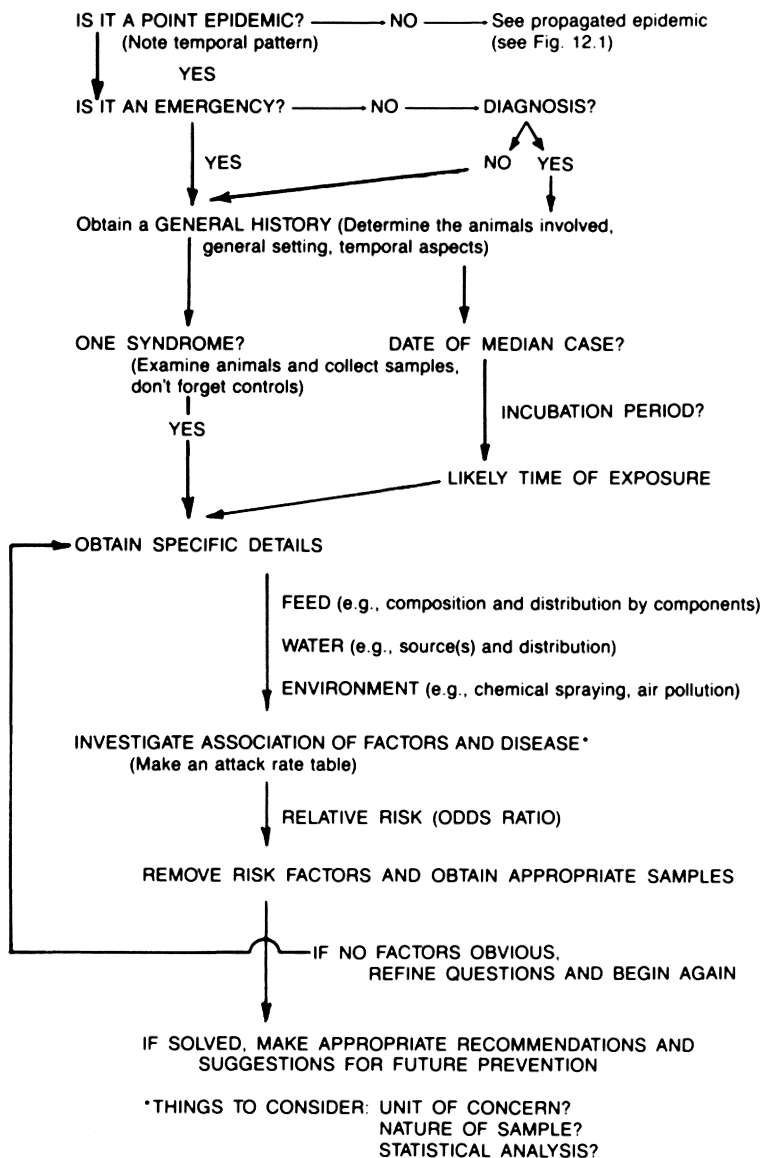 IS IT A POINT EPIDEMIC? NO See propagated epidemic
(Note temporal pattern) (see Fig. 12.1)
YES
IS IT AN EMERGENCY? NO DIAGNOSIS?
YES NO YES
Obtain a GENERAL HISTORY (Determine the animals involved,
general setting, temporal aspects)
ONE SYNDROME? DATE OF MEDIAN CASE?
(Examine animals and collect samples,
don't forget controls)
INCUBATION PERIOD?
YES
LIKELY TIME OF EXPOSURE
OBTAIN SPECIFIC DETAILS
FEED (e.g., composition and distribution by components)
WATER (e.g., source(s) and distribution)
ENVIRONMENT (e.g., chemical spraying, air pollution)
INVESTIGATE ASSOCIATION OF FACTORS AND DISEASE*
(Make an attack rate table)
RELATIVE RISK (ODDS RATIO)
REMOVE RISK FACTORS AND OBTAIN APPROPRIATE SAMPLES
IF NO FACTORS OBVIOUS,
REFINE QUESTIONS AND BEGIN AGAIN
IF SOLVED, MAKE APPROPRIATE RECOMMENDATIONS AND
SUGGESTIONS FOR FUTURE PREVENTION
*THINGS TO CONSIDER: UNIT OF CONCERN?
NATURE OF SAMPLE?
STATISTICAL ANALYSIS?